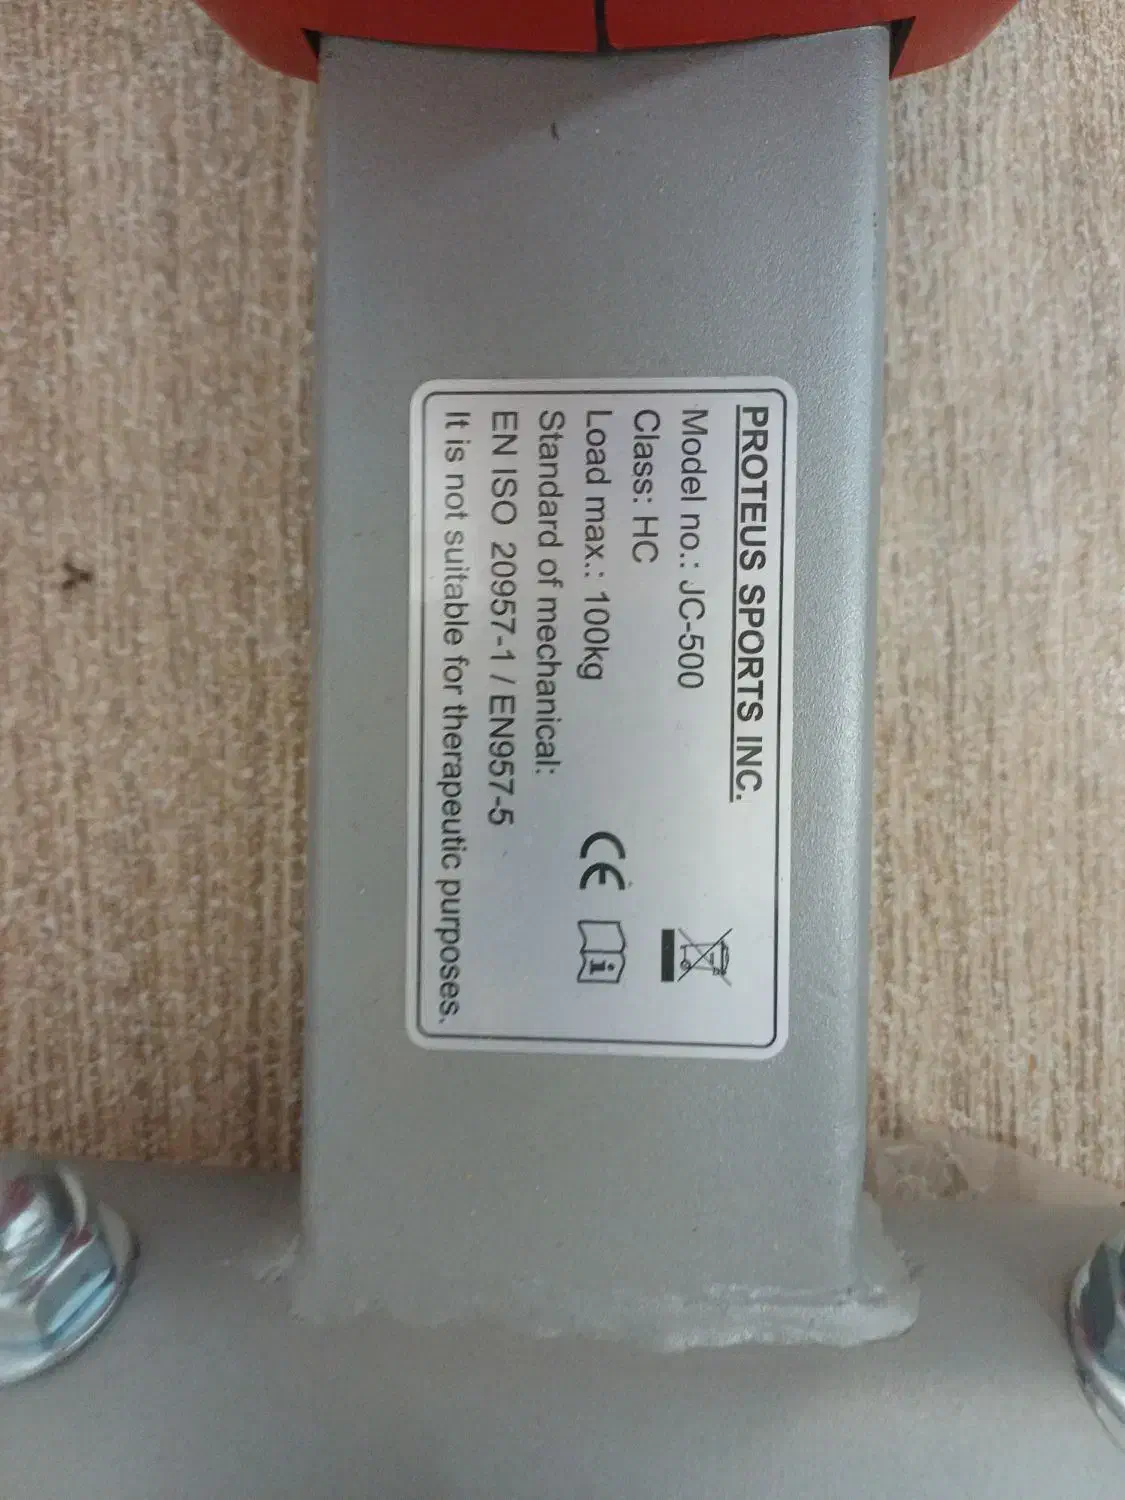 PROTEUS SPORTS INC.
Model no.: JC-500
Class: HC
Load max.: 100kg
Standard of mechanical:
EN ISO 20957-1 / EN957-5
It is not suitable for therapeutic purposes.
CE
i